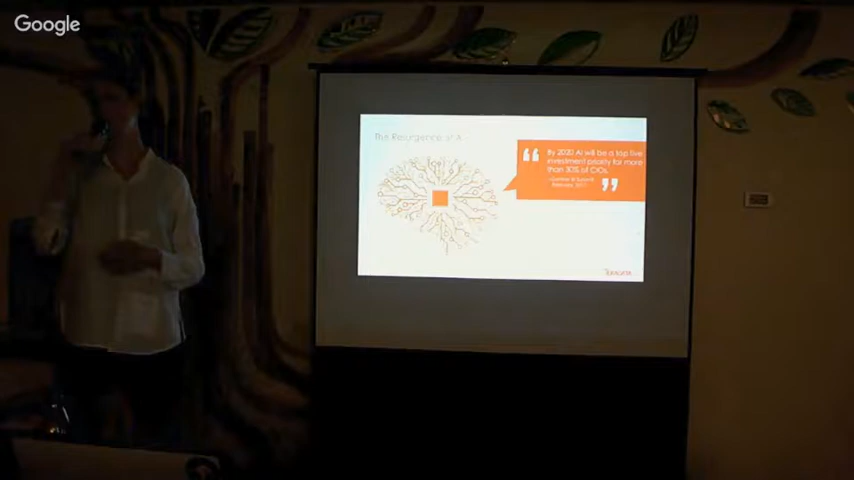 Google
The Resurgence of A
By 2020 AI will be a top five
investment priority for more
than 30% of CIOs.
TERADATA